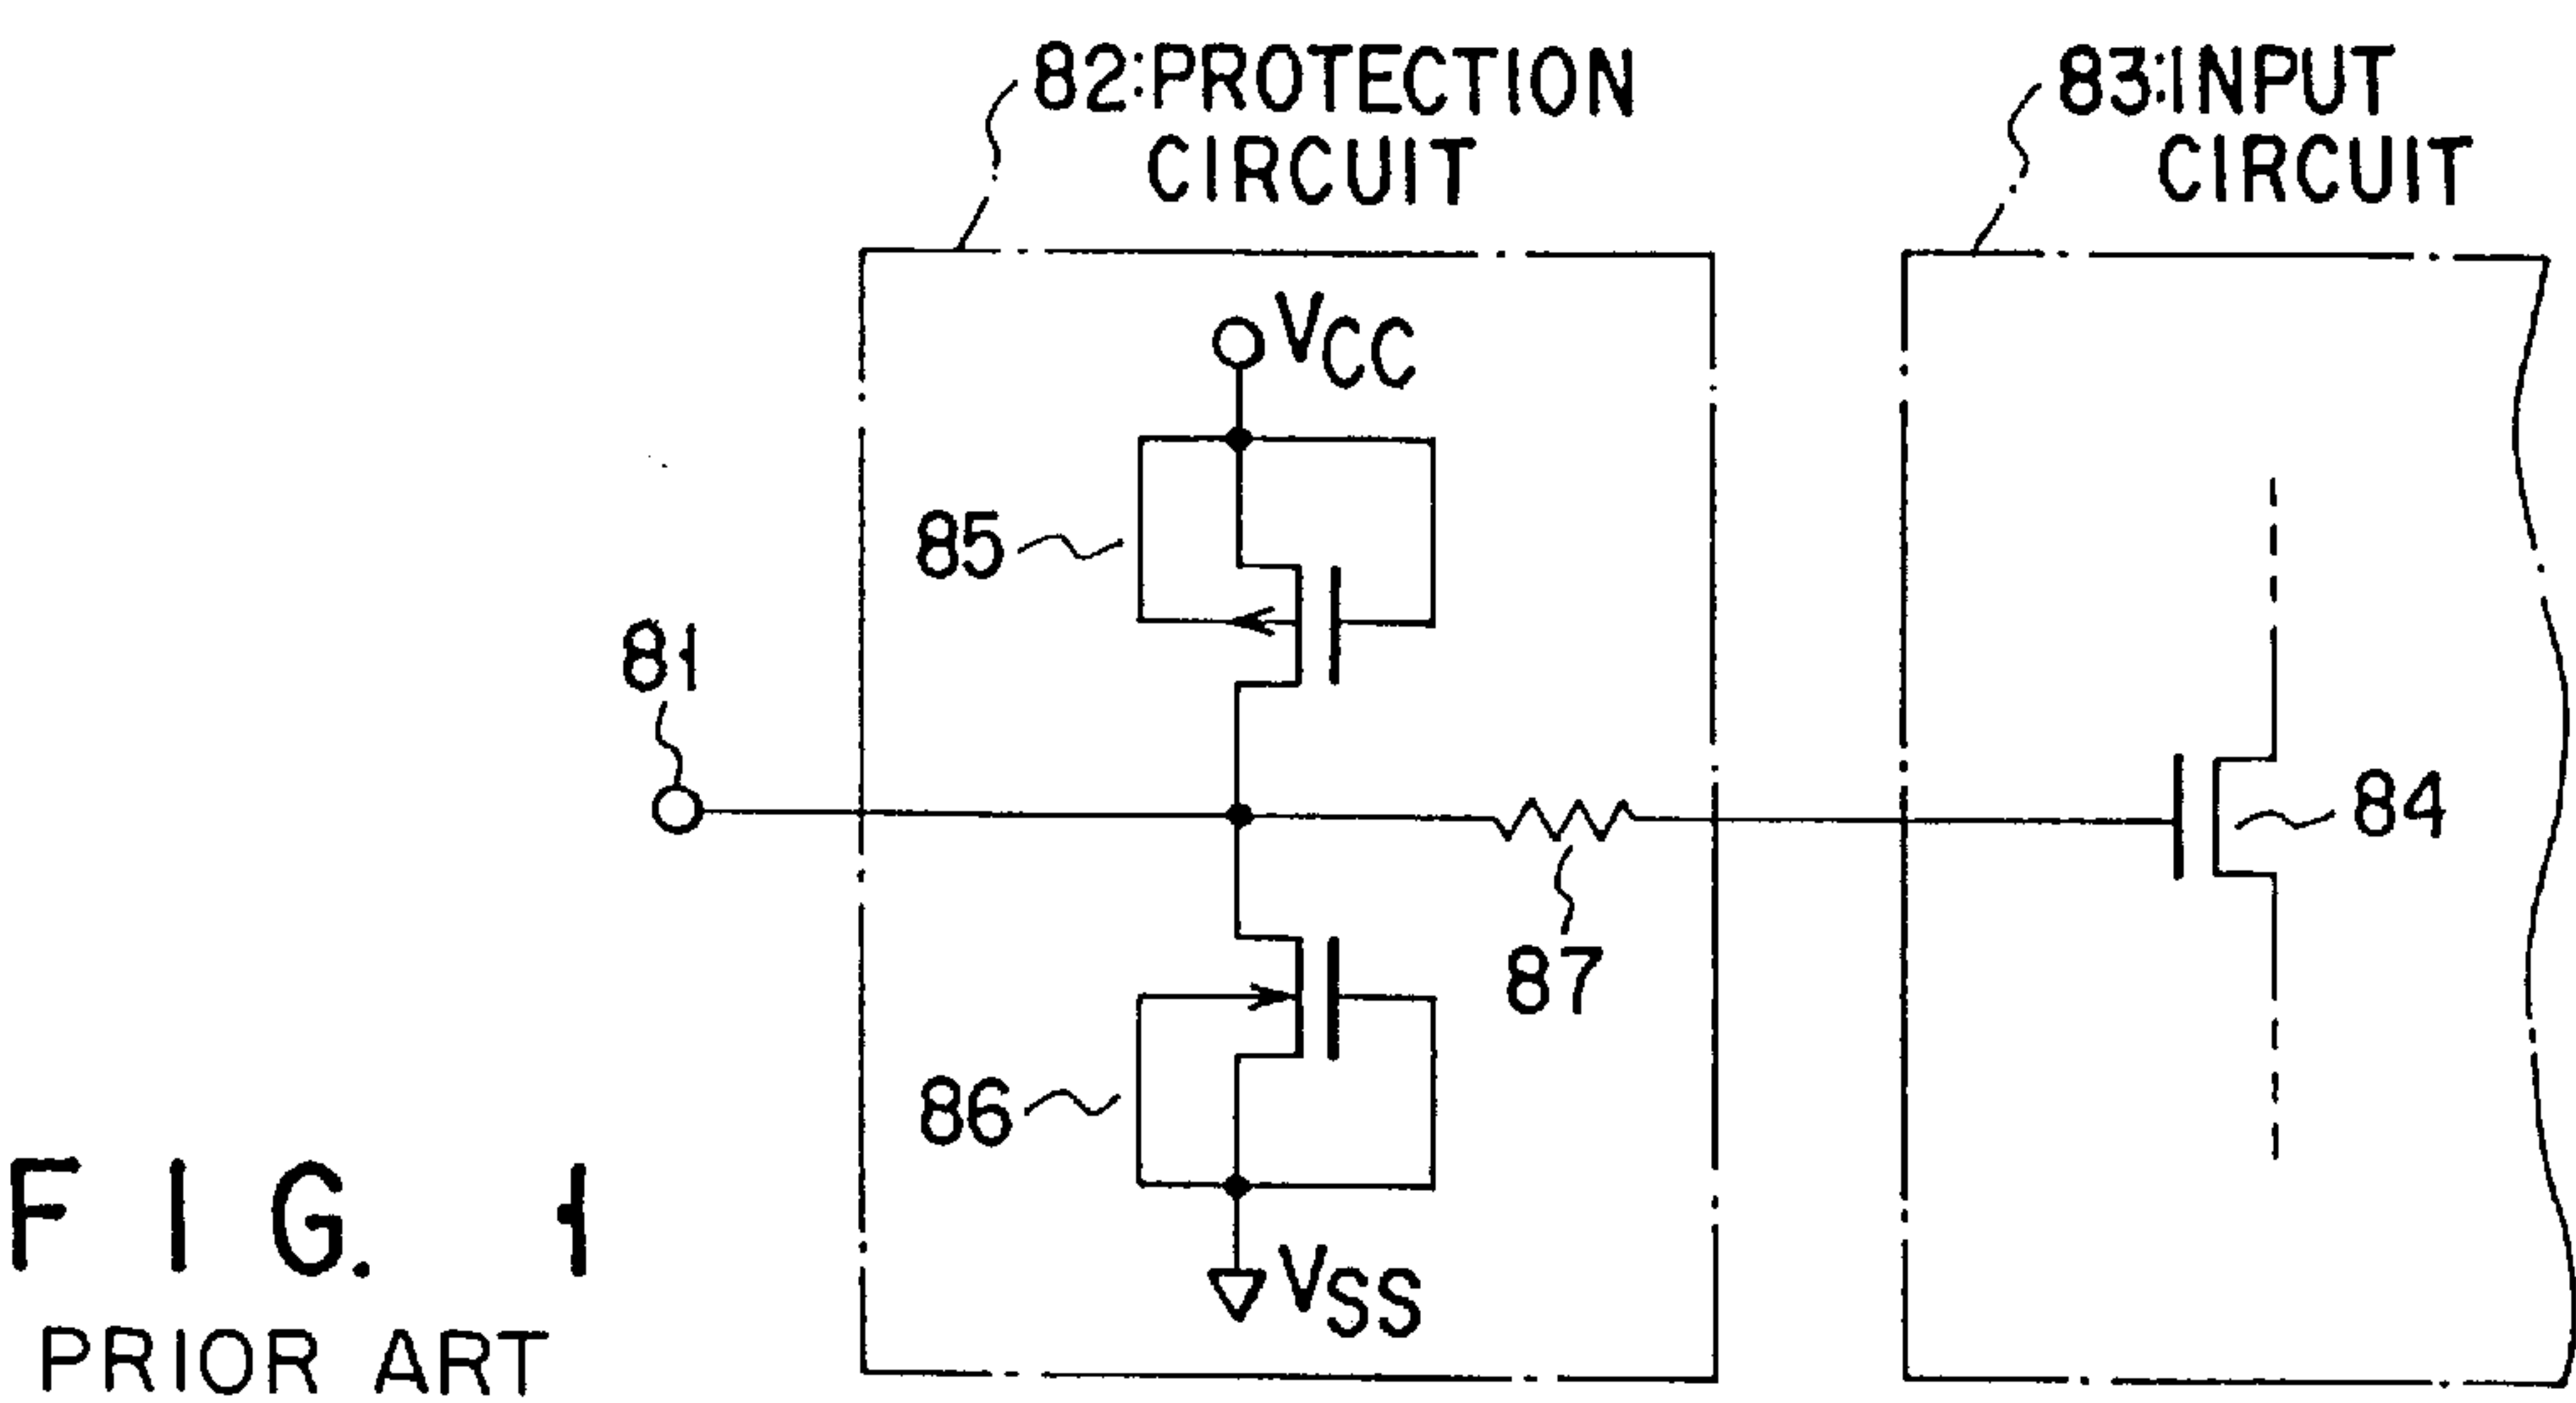 82:PROTECTION
CIRCUIT
83:INPUT
CIRCUIT
VCC
85
81
84
87
86
VSS
FIG. 1
PRIOR ART